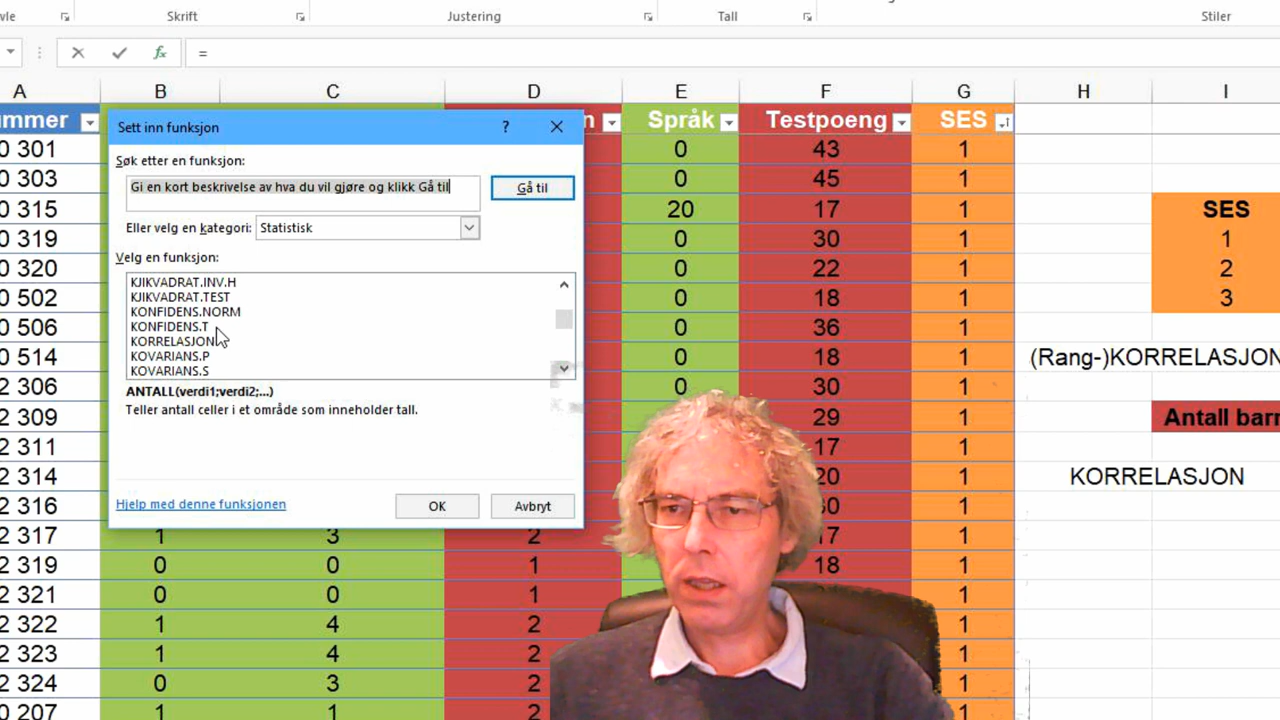 Skrift Justering Tall Stiler
=
A B C D E F G H I
Språk Testpoeng SES
0 301 0 43 1
0 303 0 45 1
0 315 20 17 1 SES
0 319 0 30 1 1
0 320 0 22 1 2
0 502 0 18 1 3
0 506 0 36 1
0 514 0 18 1 (Rang-)KORRELASJON
2 306 0 30 1
2 309 29 1 Antall barn
2 311 17 1
2 314 1 KORRELASJON
2 316 1
2 317 1 3 2 1
2 319 0 0 1 18 1
2 321 0 0 1 1
2 322 1 4 2 1
2 323 1 4 2 1
2 324 0 3 2 1
0 207 1 1 1
Sett inn funksjon ?
Søk etter en funksjon:
Gi en kort beskrivelse av hva du vil gjøre og klikk Gå til
Gå til
Eller velg en kategori: Statistisk
Velg en funksjon:
KJIKVADRAT.INV.H
KJIKVADRAT.TEST
KONFIDENS.NORM
KONFIDENS.T
KORRELASJON
KOVARIANS.P
KOVARIANS.S
ANTALL(verdi1;verdi2;...)
Teller antall celler i et område som inneholder tall.
Hjelp med denne funksjonen
OK Avbryt